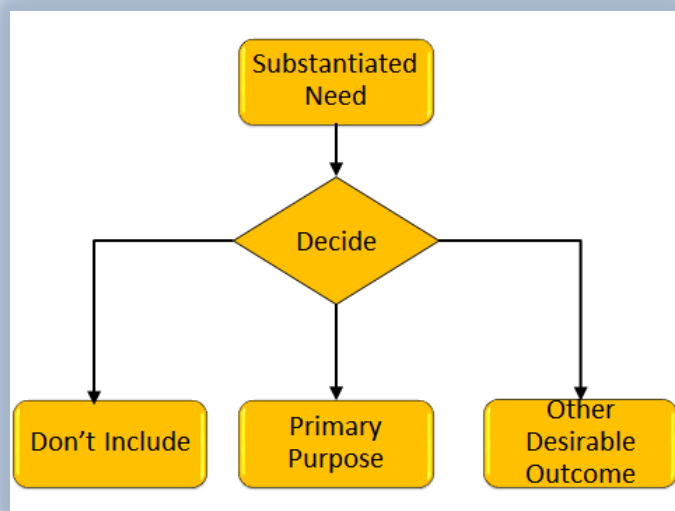 Substantiated
Need
Decide
Don’t Include
Primary
Purpose
Other
Desirable
Outcome